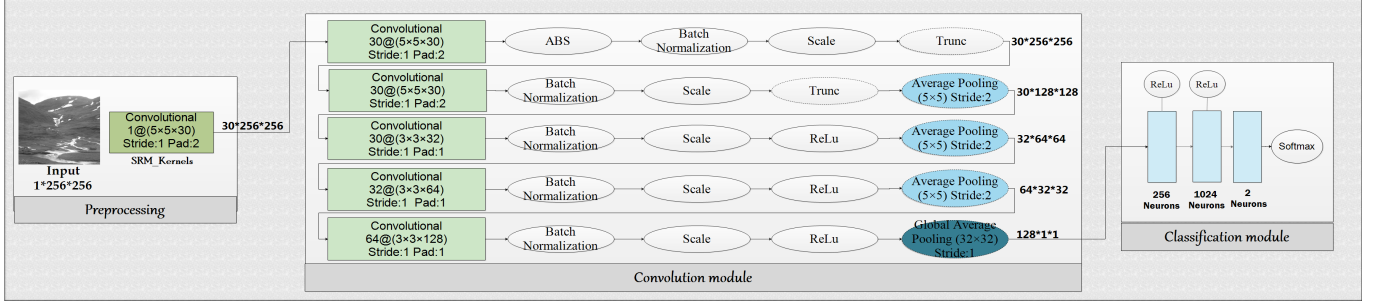 Input
1*256*256
Convolutional
1@(5×5×30)
Stride:1 Pad:2
SRM_Kernels
30*256*256
Preprocessing
Convolutional
30@(5×5×30)
Stride:1 Pad:2
ABS
Batch
Normalization
Scale
Trunc
30*256*256
Convolutional
30@(5×5×30)
Stride:1 Pad:2
Batch
Normalization
Scale
Trunc
Average Pooling
(5×5) Stride:2
30*128*128
Convolutional
30@(3×3×32)
Stride:1 Pad:1
Batch
Normalization
Scale
ReLu
Average Pooling
(5×5) Stride:2
32*64*64
Convolutional
32@(3×3×64)
Stride:1 Pad:1
Batch
Normalization
Scale
ReLu
Average Pooling
(5×5) Stride:2
64*32*32
Convolutional
64@(3×3×128)
Stride:1 Pad:1
Batch
Normalization
Scale
ReLu
Global Average
Pooling (32×32)
Stride:1
128*1*1
Convolution module
ReLu
ReLu
Softmax
256
Neurons
1024
Neurons
2
Neurons
Classification module